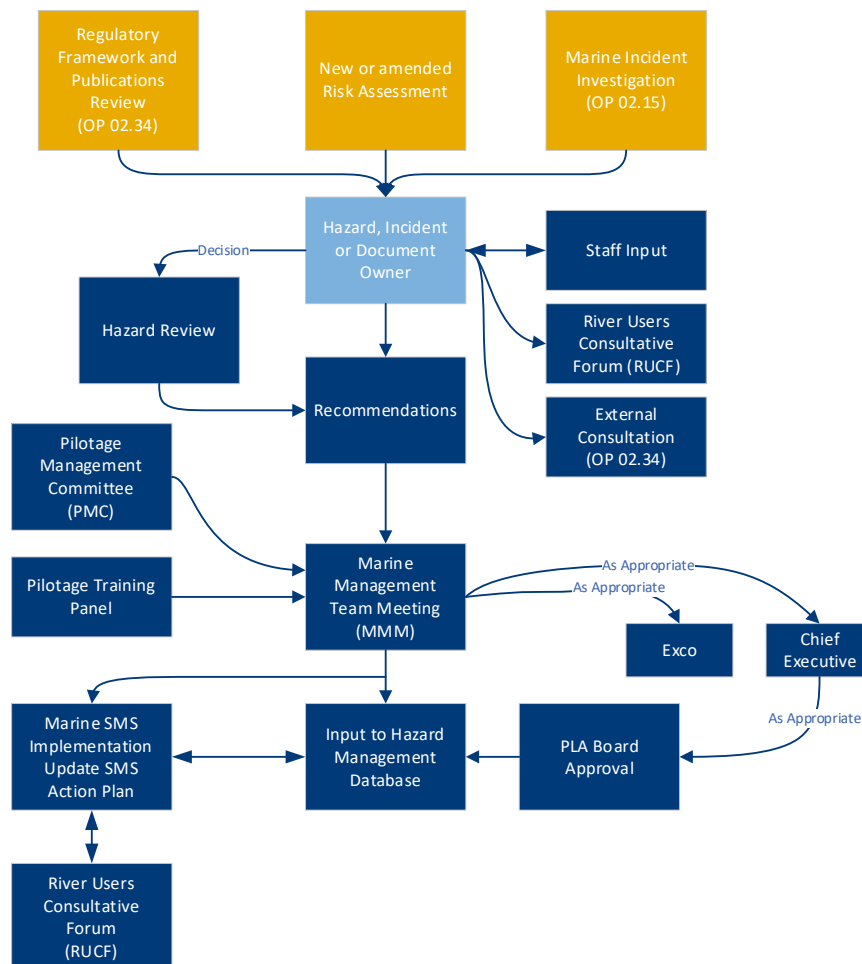 Regulatory
Framework and
Publications
Review
(OP 02.34)
New or amended
Risk Assessment
Marine Incident
Investigation
(OP 02.15)
Hazard, Incident
or Document
Owner
Decision
Staff Input
Hazard Review
River Users
Consultative
Forum (RUCF)
Recommendations
External
Consultation
(OP 02.34)
Pilotage
Management
Committee
(PMC)
Pilotage Training
Panel
Marine
Management
Team Meeting
(MMM)
As Appropriate
As Appropriate
Exco
Chief
Executive
As Appropriate
Marine SMS
Implementation
Update SMS
Action Plan
Input to Hazard
Management
Database
PLA Board
Approval
River Users
Consultative
Forum
(RUCF)